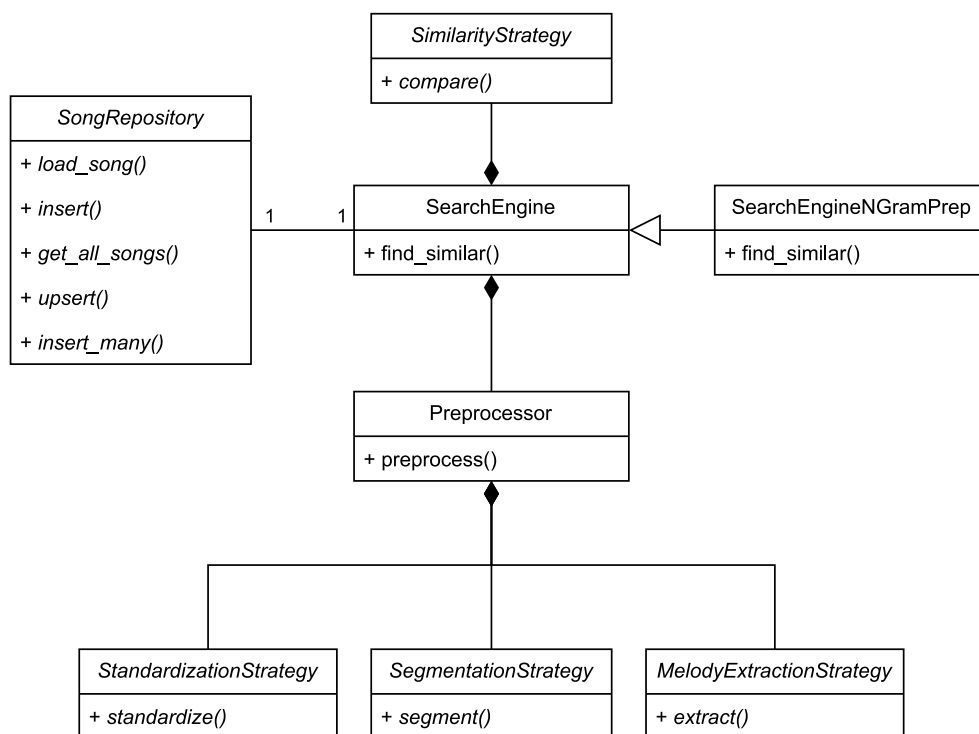 SimilarityStrategy
+ compare()
SongRepository
+ load_song()
+ insert()
+ get_all_songs()
+ upsert()
+ insert_many()
1
1
SearchEngine
+ find_similar()
SearchEngineNGramPrep
+ find_similar()
Preprocessor
+ preprocess()
StandardizationStrategy
+ standardize()
SegmentationStrategy
+ segment()
MelodyExtractionStrategy
+ extract()